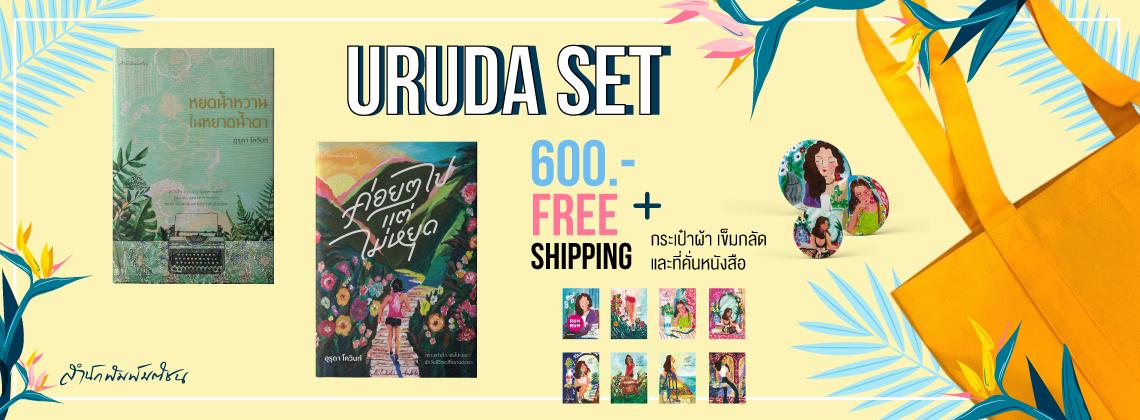 URUDA SET
หยดน้ำหวาน
ในหยาดน้ำตา
อุรุดา โควินท์
ค่อยๆ ไป
แต่
ไม่หยุด
อุรุดา โควินท์
600.-
FREE
SHIPPING
+
กระเป๋าผ้า เข็มกลัด
และที่คั่นหนังสือ
RUN
RUN
สำนักพิมพ์มติชน